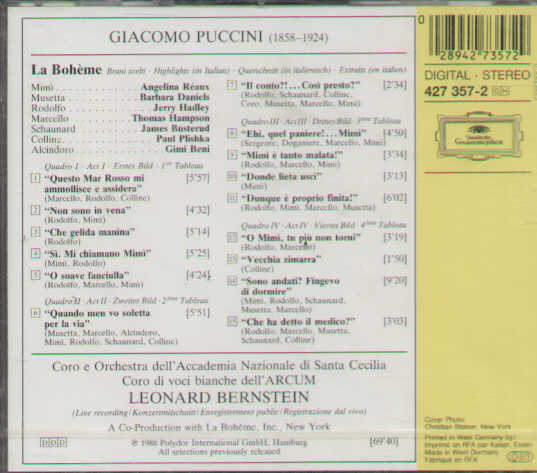 GIACOMO PUCCINI (1858–1924)
La Bohème Brani scelti · Highlights (in Italian) · Querschnitt (in italienisch) · Extraits (en italien)
Mimì . . . . . . . . . . . . Angelina Réaux
Musetta . . . . . . . . . Barbara Daniels
Rodolfo . . . . . . . . . . . Jerry Hadley
Marcello . . . . . . . Thomas Hampson
Schaunard . . . . . . . James Busterud
Colline . . . . . . . . . . . . . Paul Plishka
Alcindoro . . . . . . . . . . . . Gimi Beni
Quadro I · Act I · Erstes Bild · 1er Tableau
1 “Questo Mar Rosso mi ammollisce e assidera” [5'57]
(Marcello, Rodolfo, Colline)
2 “Non sono in vena” [4'32]
(Rodolfo, Mimì)
3 “Che gelida manina” [5'14]
(Rodolfo)
4 “Sì. Mi chiamano Mimì” [5'25]
(Mimì, Rodolfo)
5 “O soave fanciulla” [4'24]
(Rodolfo, Mimì, Marcello)
Quadro II · Act II · Zweites Bild · 2ème Tableau
6 “Quando men vo soletta per la via” [5'51]
(Musetta, Marcello, Alcindoro,
Mimì, Rodolfo, Schaunard, Colline)
7 “Il conto?!…Così presto?” [2'34]
(Rodolfo, Schaunard, Colline,
Coro, Musetta, Marcello, Mimì)
Quadro III · Act III · Drittes Bild · 3ème Tableau
8 “Ehi, quel paniere!…Mimì” [4'50]
(Sergente, Doganiere, Marcello, Mimì)
9 “Mimì è tanto malata!” [3'34]
(Rodolfo, Marcello, Mimì)
10 “Donde lieta uscì” [3'13]
(Mimì)
11 “Dunque è proprio finita!” [6'02]
(Rodolfo, Mimì, Marcello, Musetta)
Quadro IV · Act IV · Viertes Bild · 4ème Tableau
12 “O Mimì, tu più non torni” [3'19]
(Rodolfo, Marcello)
13 “Vecchia zimarra” [1'50]
(Colline)
14 “Sono andati? Fingevo di dormire” [9'20]
(Mimì, Rodolfo, Schaunard,
Musetta, Marcello)
15 “Che ha detto il medico?” [3'03]
(Rodolfo, Marcello, Musetta,
Schaunard, Colline)
Coro e Orchestra dell'Accademia Nazionale di Santa Cecilia
Coro di voci bianche dell'ARCUM
LEONARD BERNSTEIN
(Live recording / Konzertmitschnitt / Enregistrement public / Registrazione dal vivo)
A Co-Production with La Bohème, Inc., New York
DDD ℗ 1988 Polydor International GmbH, Hamburg [69'40]
All selections previously released
0 28942 73572
DIGITAL · STEREO
427 357-2 GH
Deutsche
Grammophon
Cover Photo:
Christian Steiner, New York
Printed in West Germany by/
Imprimé en RFA par Kaiser, Essen
Made in West Germany
Fabriqué en RFA